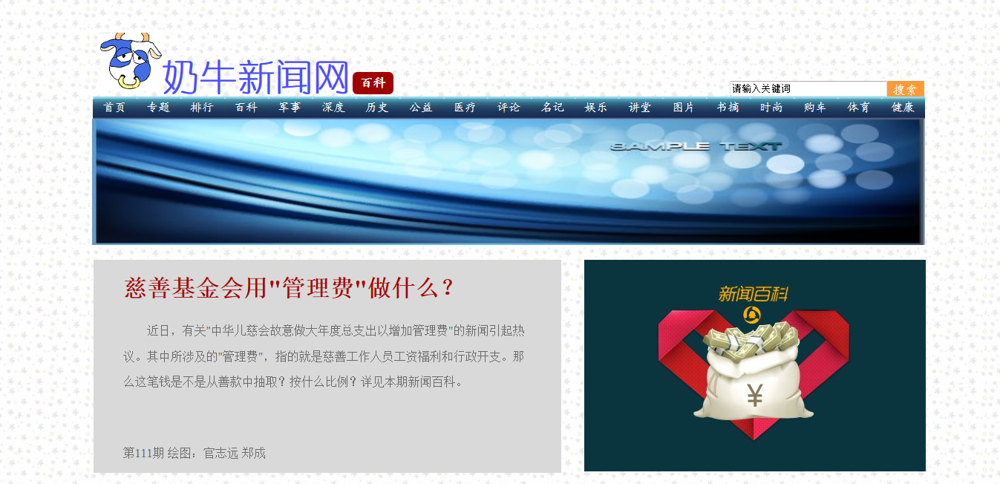 奶牛新闻网 百科
请输入关键词 搜索
首页 专题 排行 百科 军事 深度 历史 公益 医疗 评论 名记 娱乐 讲堂 图片 书摘 时尚 购车 体育 健康
SAMPLE TEXT
慈善基金会用"管理费"做什么？
近日，有关"中华儿慈会故意做大年度总支出以增加管理费"的新闻引起热
议。其中所涉及的"管理费"，指的就是慈善工作人员工资福利和行政开支。那
么这笔钱是不是从善款中抽取？按什么比例？详见本期新闻百科。
第111期 绘图：官志远 郑成
新闻百科
¥